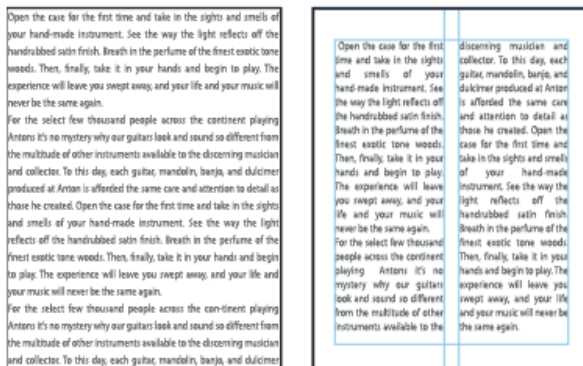 Open the case for the first time and take in the sights and smells of
your hand-made instrument. See the way the light reflects off the
handrubbed satin finish. Breath in the perfume of the finest exotic tone
woods. Then, finally, take it in your hands and begin to play. The
experience will leave you swept away, and your life and your music will
never be the same again.
For the select few thousand people across the continent playing
Antons it's no mystery why our guitars look and sound so different from
the multitude of other instruments available to the discerning musician
and collector. To this day, each guitar, mandolin, banjo, and dulcimer
produced at Anton is afforded the same care and attention to detail as
those he created. Open the case for the first time and take in the sights
and smells of your hand-made instrument. See the way the light
reflects off the handrubbed satin finish. Breath in the perfume of the
finest exotic tone woods. Then, finally, take it in your hands and begin
to play. The experience will leave you swept away, and your life and
your music will never be the same again.
For the select few thousand people across the con-tinent playing
Antons it's no mystery why our guitars look and sound so different from
the multitude of other instruments available to the discerning musician
and collector. To this day, each guitar, mandolin, banjo, and dulcimer
Open the case for the first
time and take in the sights
and smells of your
hand-made instrument. See
the way the light reflects off
the handrubbed satin finish.
Breath in the perfume of the
finest exotic tone woods.
Then, finally, take it in your
hands and begin to play.
The experience will leave
you swept away, and your
life and your music will
never be the same again.
For the select few thousand
people across the continent
playing Antons it's no
mystery why our guitars
look and sound so different
from the multitude of other
instruments available to the
discerning musician and
collector. To this day, each
guitar, mandolin, banjo, and
dulcimer produced at Anton
is afforded the same care
and attention to detail as
those he created. Open the
case for the first time and
take in the sights and smells
of your hand-made
instrument. See the way the
light reflects off the
handrubbed satin finish.
Breath in the perfume of the
finest exotic tone woods.
Then, finally, take it in your
hands and begin to play. The
experience will leave you
swept away, and your life
and your music will never be
the same again.